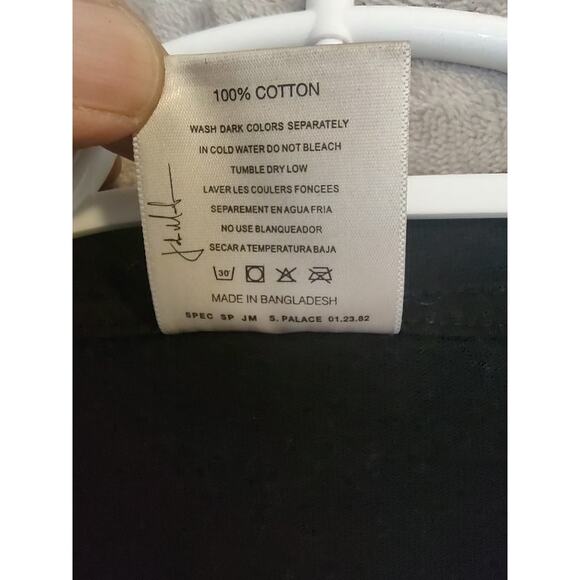 100% COTTON
WASH DARK COLORS SEPARATELY
IN COLD WATER DO NOT BLEACH
TUMBLE DRY LOW
LAVER LES COULERS FONCEES
SEPAREMENT EN AGUA FRIA
NO USE BLANQUEADOR
SECAR A TEMPERATURA BAJA
30°
MADE IN BANGLADESH
SPEC SP JM S. PALACE 01.23.82